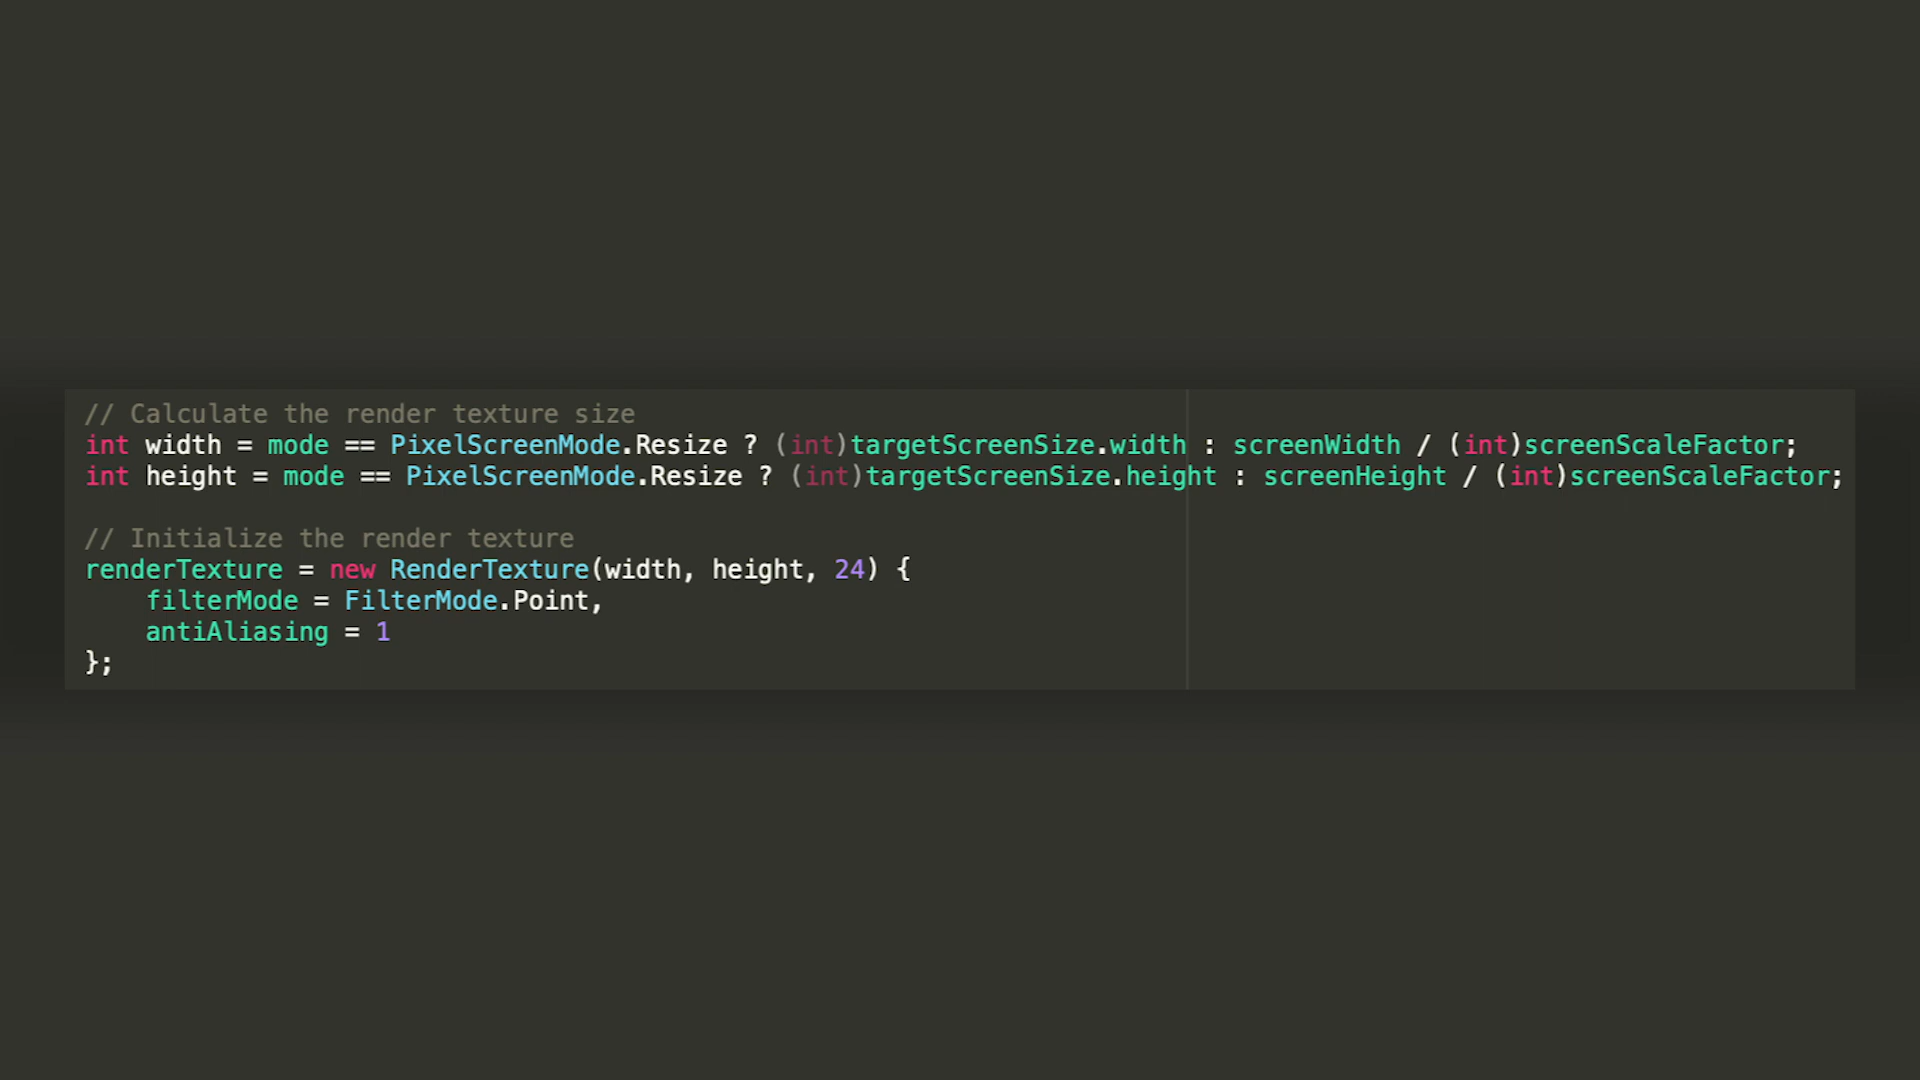 // Calculate the render texture size
int width = mode == PixelScreenMode.Resize ? (int)targetScreenSize.width : screenWidth / (int)screenScaleFactor;
int height = mode == PixelScreenMode.Resize ? (int)targetScreenSize.height : screenHeight / (int)screenScaleFactor;
// Initialize the render texture
renderTexture = new RenderTexture(width, height, 24) {
filterMode = FilterMode.Point,
antiAliasing = 1
};